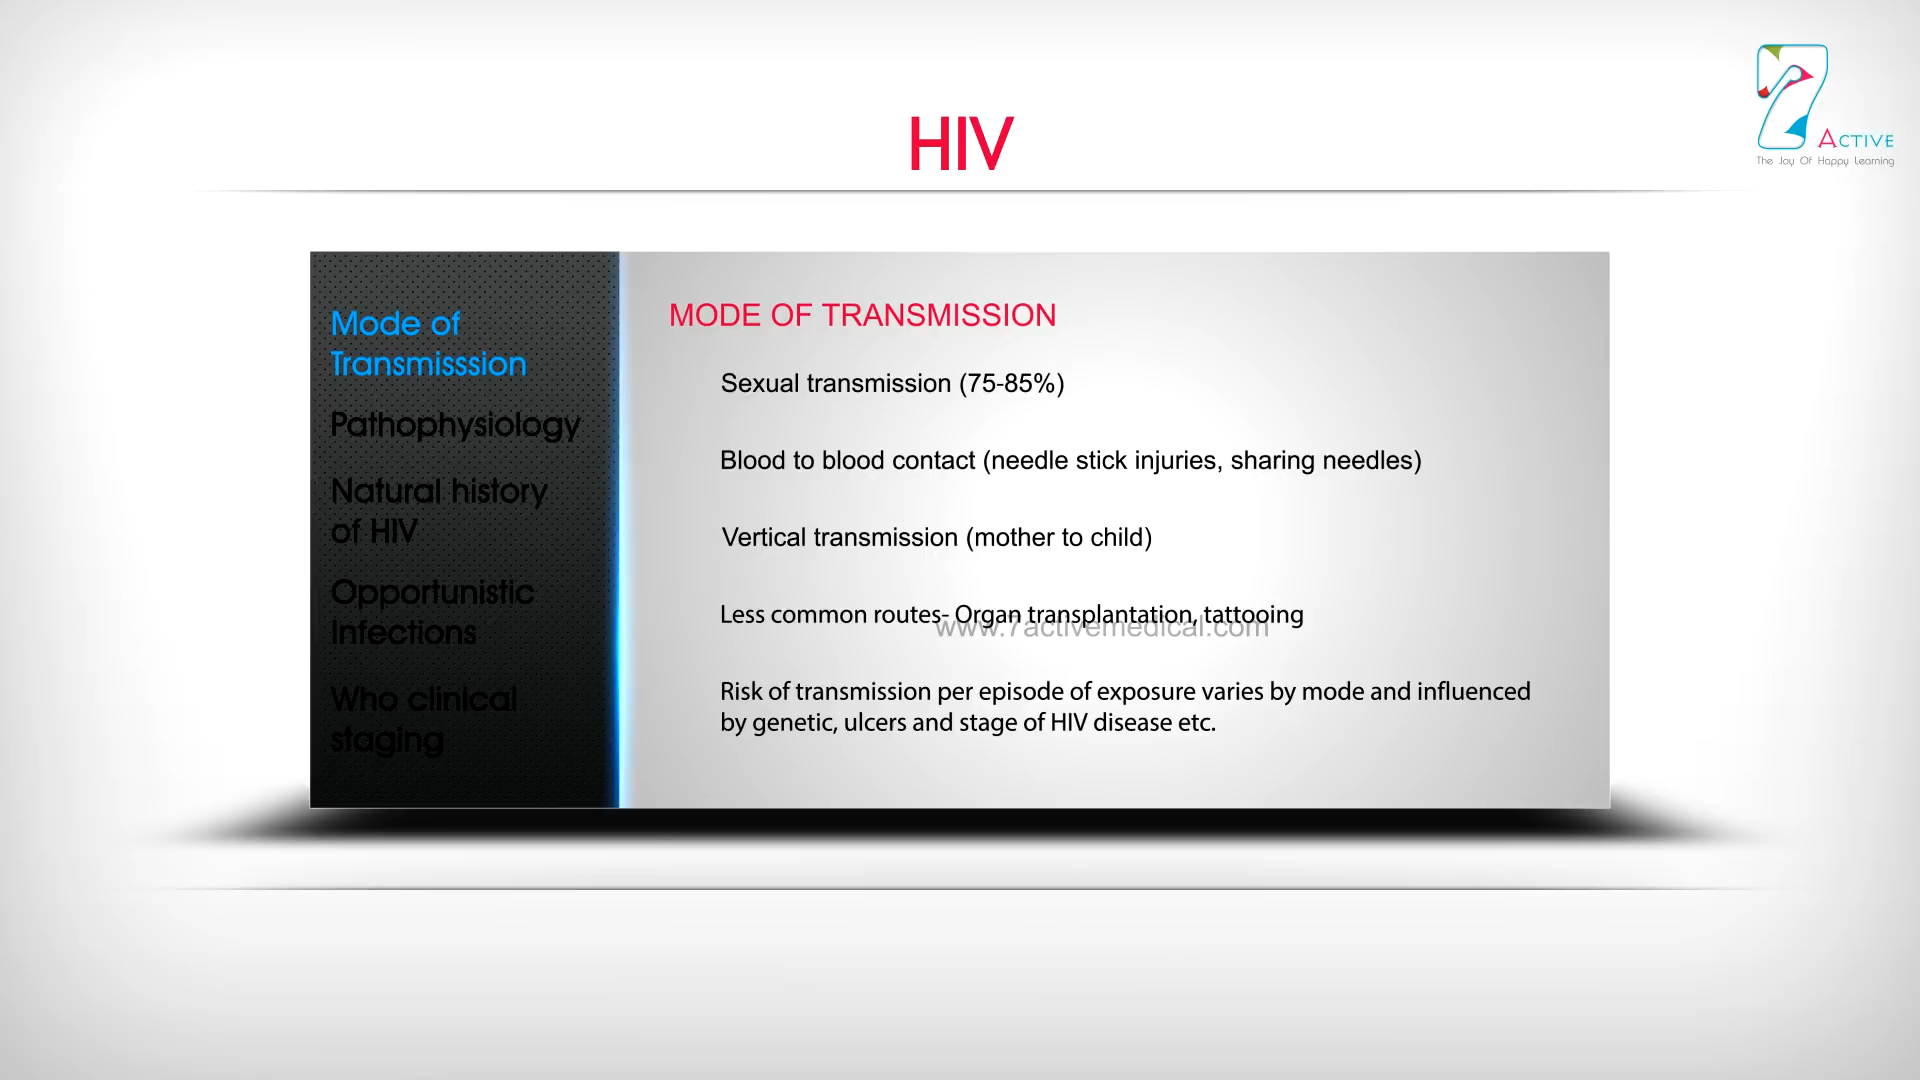 HIV
7
ACTIVE
The Joy Of Happy Learning
Mode of
Transmisssion
Pathophysiology
Natural history
of HIV
Opportunistic
Infections
Who clinical
staging
MODE OF TRANSMISSION
Sexual transmission (75-85%)
Blood to blood contact (needle stick injuries, sharing needles)
Vertical transmission (mother to child)
Less common routes- Organ transplantation, tattooing
www.7activemedical.com
Risk of transmission per episode of exposure varies by mode and influenced
by genetic, ulcers and stage of HIV disease etc.